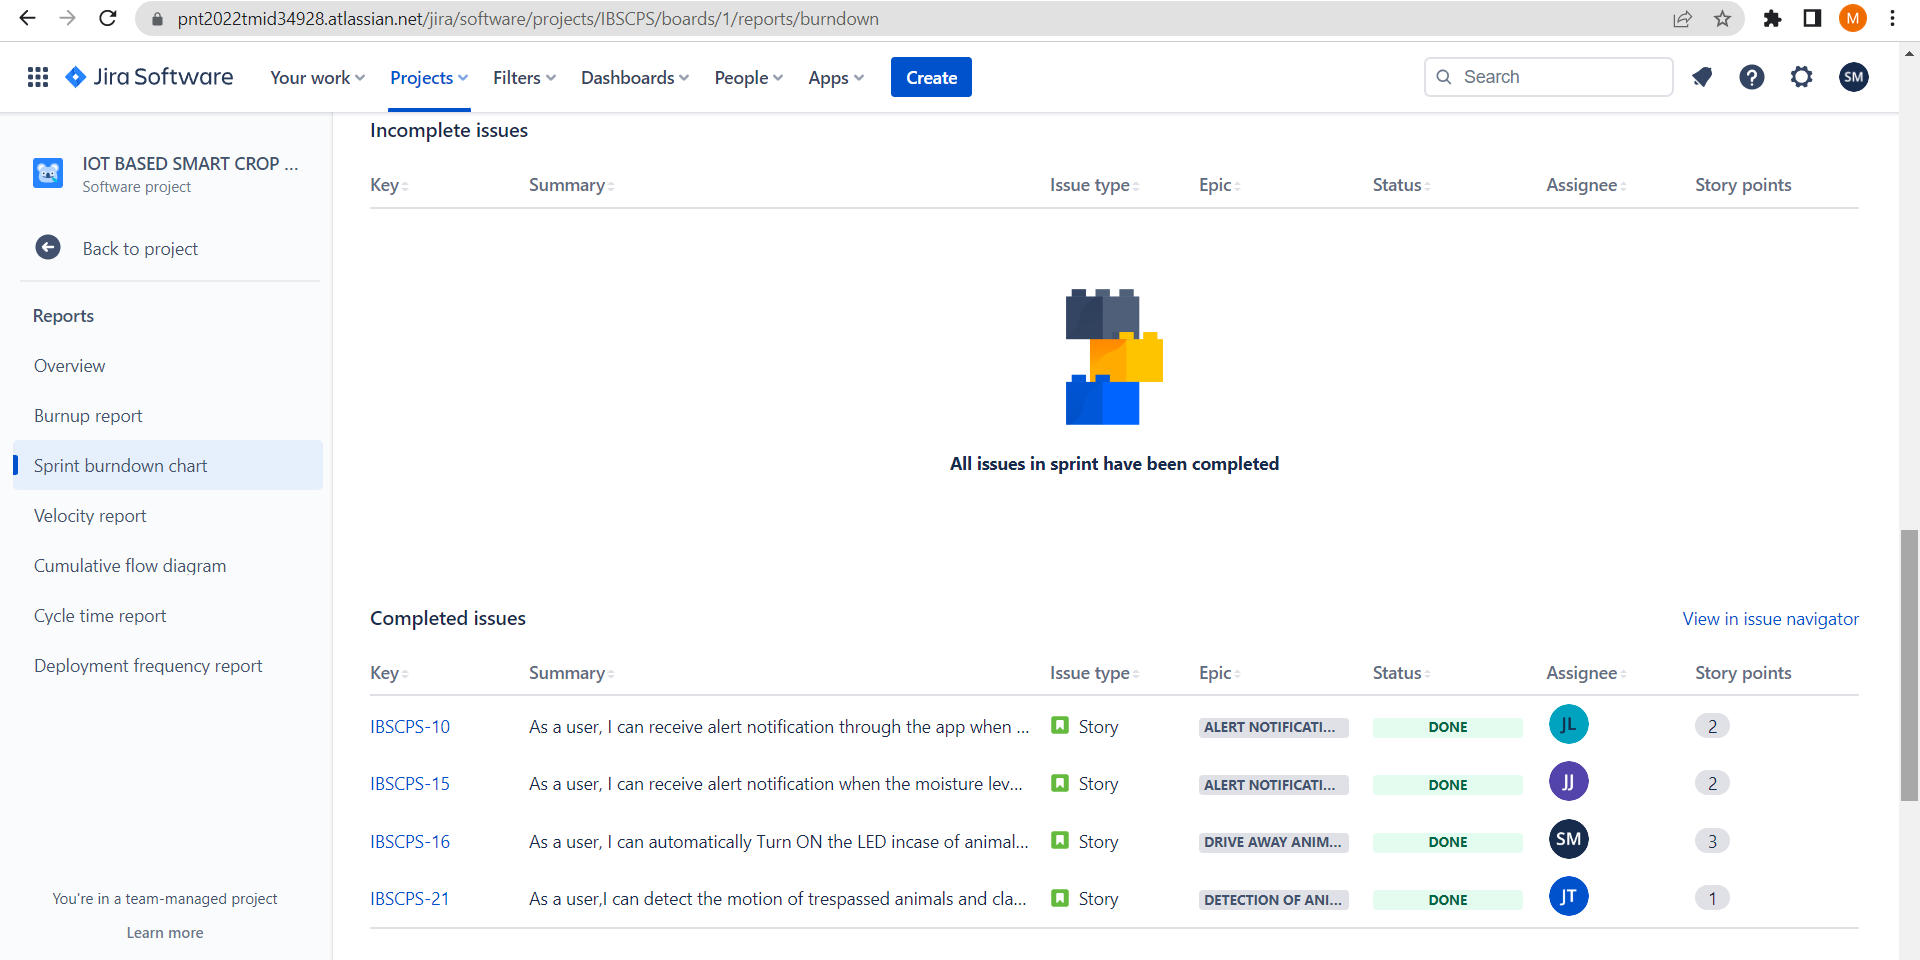 pnt2022tmid34928.atlassian.net/jira/software/projects/IBSCPS/boards/1/reports/burndown
M
Jira Software Your work Projects Filters Dashboards People Apps Create Search ? SM
IOT BASED SMART CROP ...
Software project
Back to project
Reports
Overview
Burnup report
Sprint burndown chart
Velocity report
Cumulative flow diagram
Cycle time report
Deployment frequency report
You're in a team-managed project
Learn more
Incomplete issues
Key Summary Issue type Epic Status Assignee Story points
All issues in sprint have been completed
Completed issues View in issue navigator
Key Summary Issue type Epic Status Assignee Story points
IBSCPS-10 As a user, I can receive alert notification through the app when ... Story ALERT NOTIFICATI... DONE JL 2
IBSCPS-15 As a user, I can receive alert notification when the moisture lev... Story ALERT NOTIFICATI... DONE JJ 2
IBSCPS-16 As a user, I can automatically Turn ON the LED incase of animal... Story DRIVE AWAY ANIM... DONE SM 3
IBSCPS-21 As a user,I can detect the motion of trespassed animals and cla... Story DETECTION OF ANI... DONE JT 1